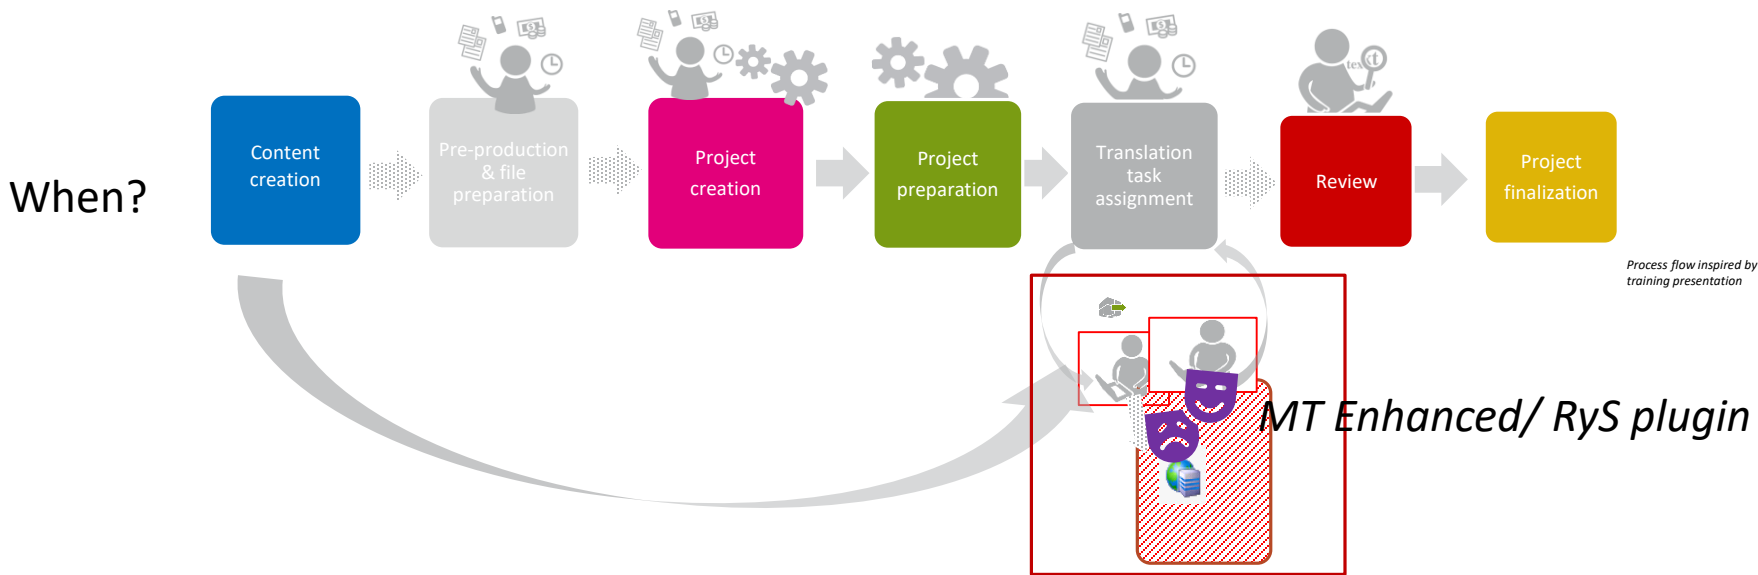 When?
Content
creation
Pre-production
& file
preparation
Project
creation
Project
preparation
Translation
task
assignment
text
Review
Project
finalization
Process flow inspired by
training presentation
MT Enhanced/ RyS plugin